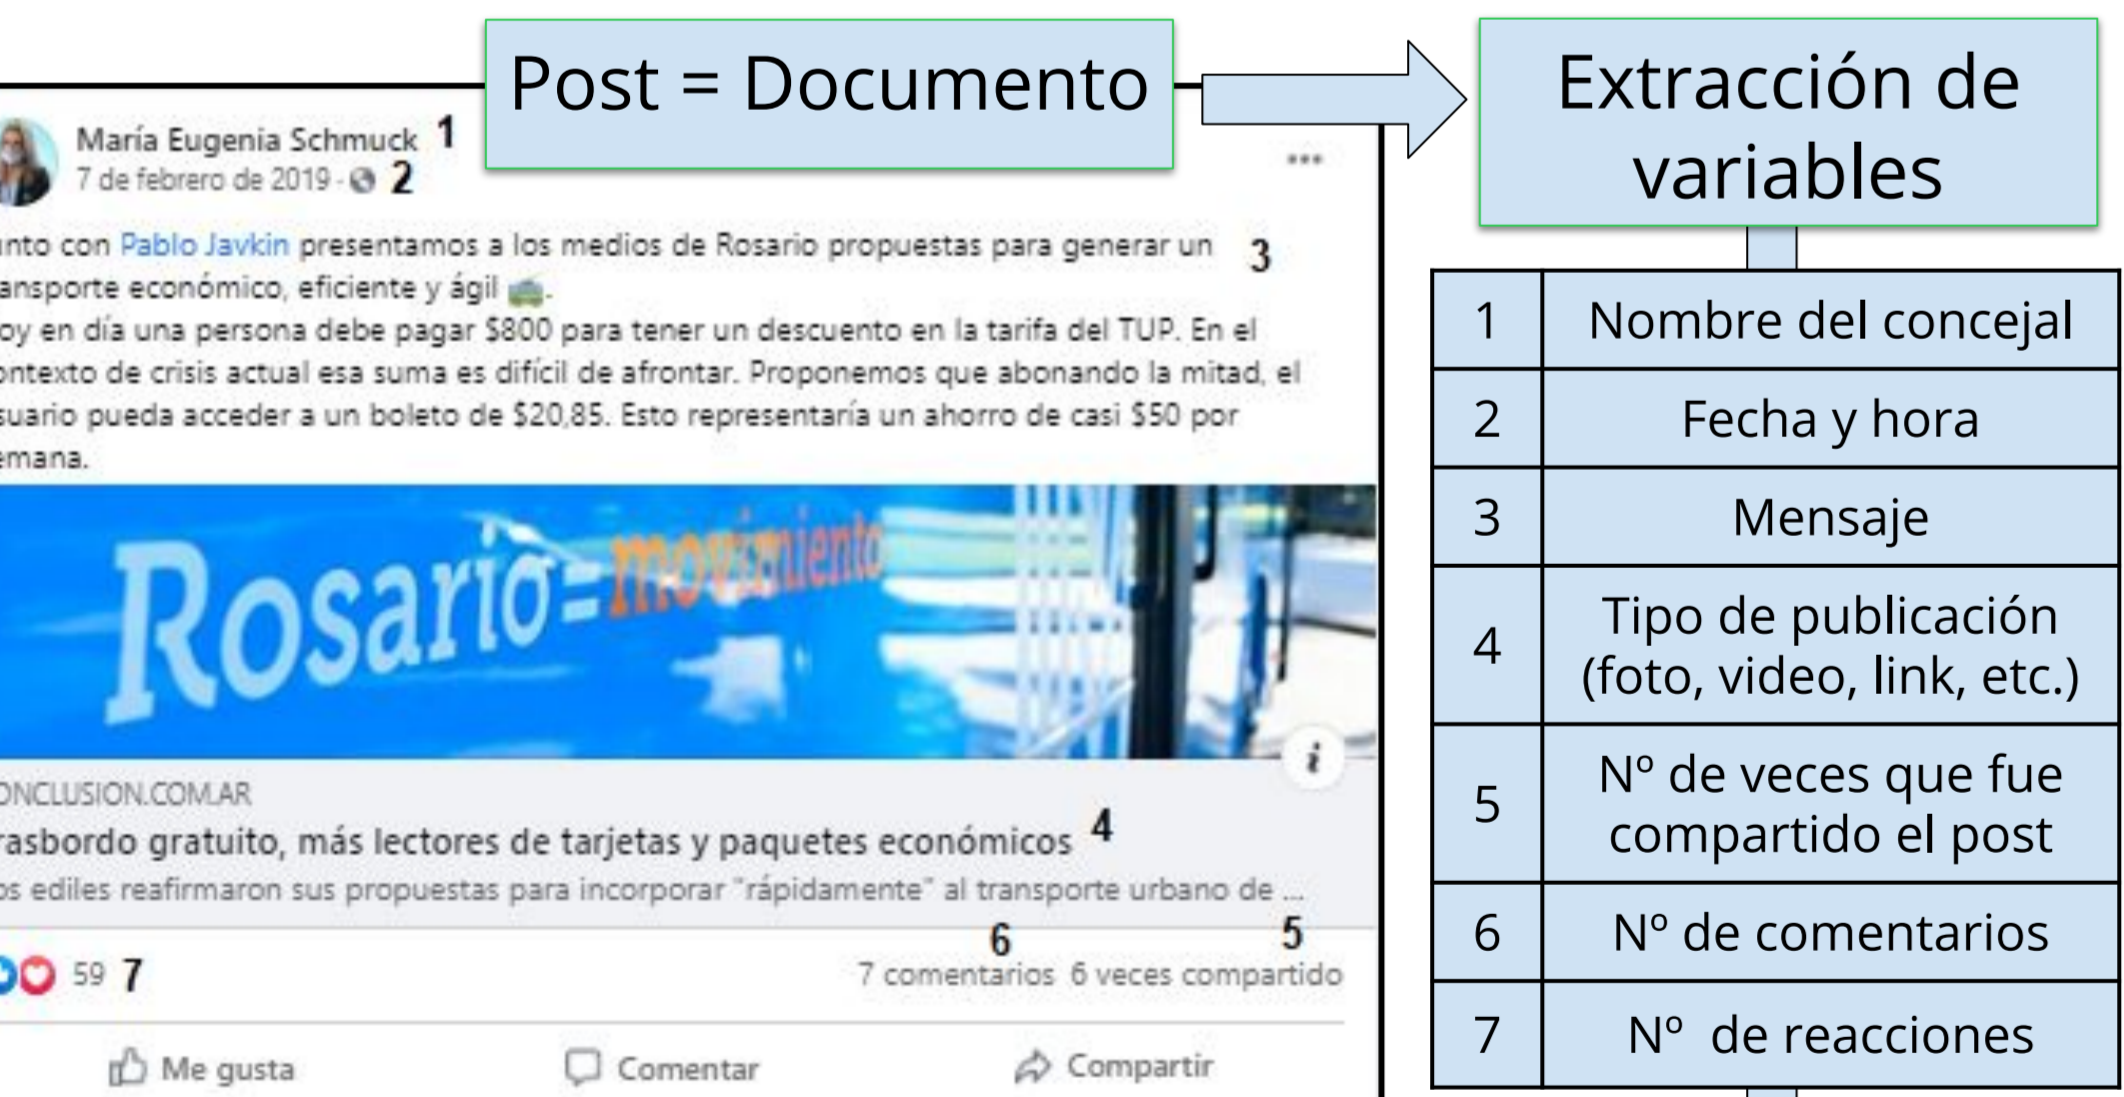 Post = Documento
Extracción de
variables
María Eugenia Schmuck 1
7 de febrero de 2019 · 2
con Pablo Javkin presentamos a los medios de Rosario propuestas para generar un 3
económico, eficiente y ágil
en día una persona debe pagar $800 para tener un descuento en la tarifa del TUP. En el
de crisis actual esa suma es difícil de afrontar. Proponemos que abonando la mitad, el
pueda acceder a un boleto de $20,85. Esto representaría un ahorro de casi $50 por
Rosario=movimiento
i
ONCLUSION.COM.AR
rasbordo gratuito, más lectores de tarjetas y paquetes económicos 4
os ediles reafirmaron sus propuestas para incorporar "rápidamente" al transporte urbano de ...
6 5
59 7
7 comentarios 6 veces compartido
Me gusta
Comentar
Compartir
1 Nombre del concejal
2 Fecha y hora
3 Mensaje
4 Tipo de publicación
(foto, video, link, etc.)
5 Nº de veces que fue
compartido el post
6 Nº de comentarios
7 Nº de reacciones